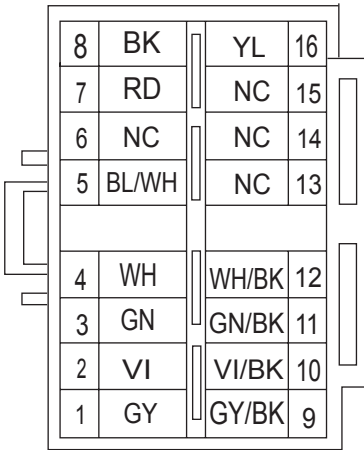 8 BK YL 16
7 RD NC 15
6 NC NC 14
5 BL/WH NC 13
4 WH WH/BK 12
3 GN GN/BK 11
2 VI VI/BK 10
1 GY GY/BK 9